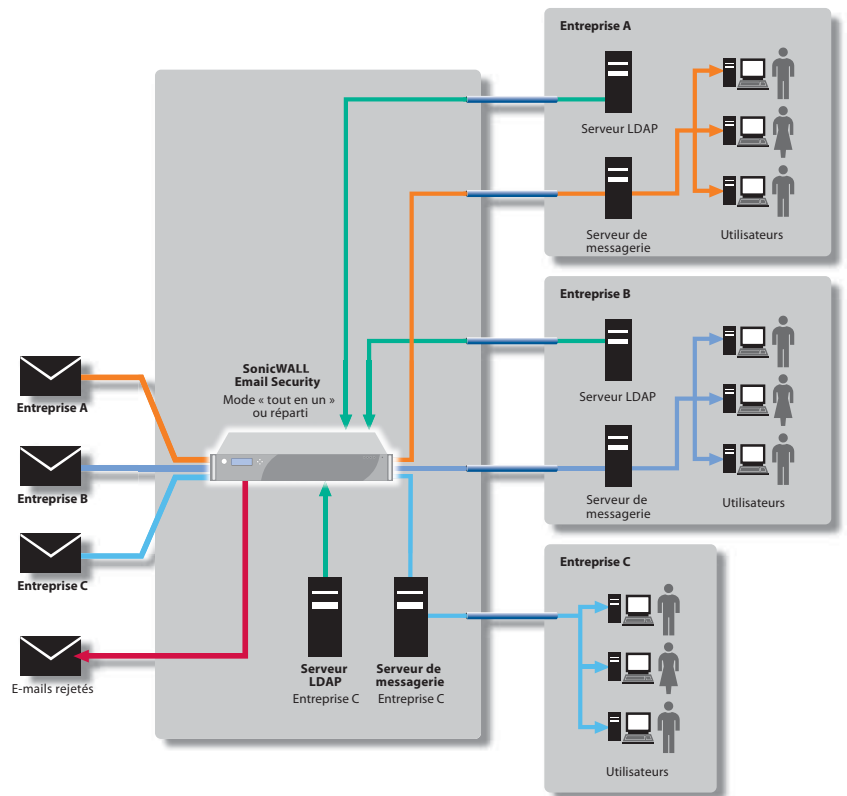 Entreprise A
Serveur LDAP
Serveur de
messagerie
Utilisateurs
Entreprise B
Serveur LDAP
Serveur de
messagerie
Utilisateurs
Entreprise C
Utilisateurs
SonicWALL
Email Security
Mode « tout en un »
ou réparti
Entreprise A
Entreprise B
Entreprise C
E-mails rejetés
Serveur
LDAP
Entreprise C
Serveur de
messagerie
Entreprise C